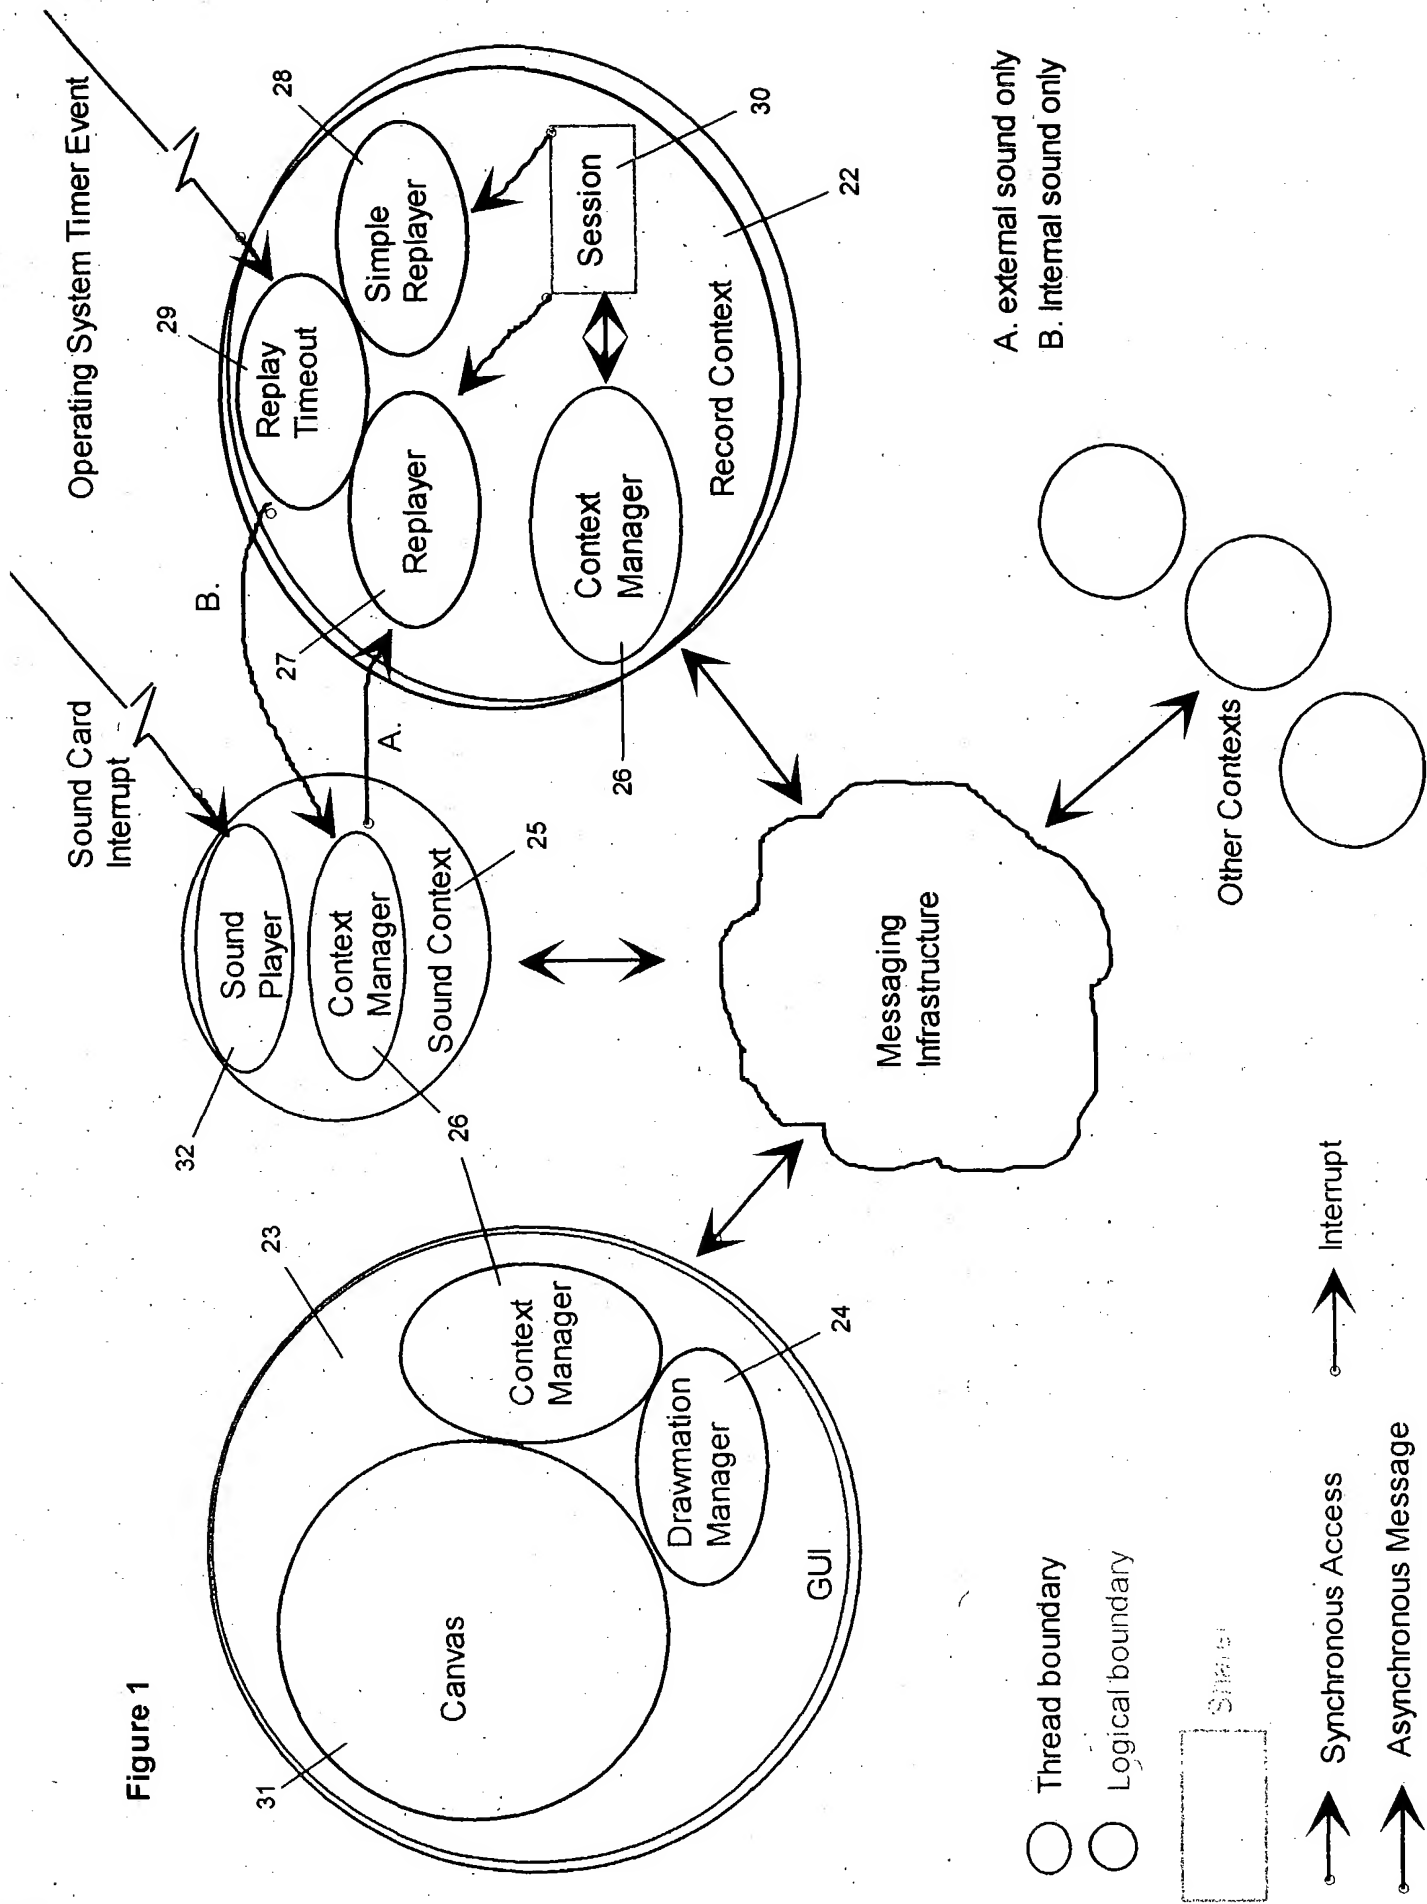 Figure 1
31
Canvas
23
GUI
Context
Manager
Drawmation
Manager
24
26
32
Sound
Player
Context
Manager
Sound Context
25
Sound Card
Interrupt
Operating System Timer Event
B.
A.
29
Replay
Timeout
28
Simple
Replayer
27
Replayer
Session
30
Context
Manager
26
Record Context
22
Messaging
Infrastructure
Other Contexts
A. external sound only
B. Internal sound only
Thread boundary
Logical boundary
Synchronous Access
Asynchronous Message
Interrupt